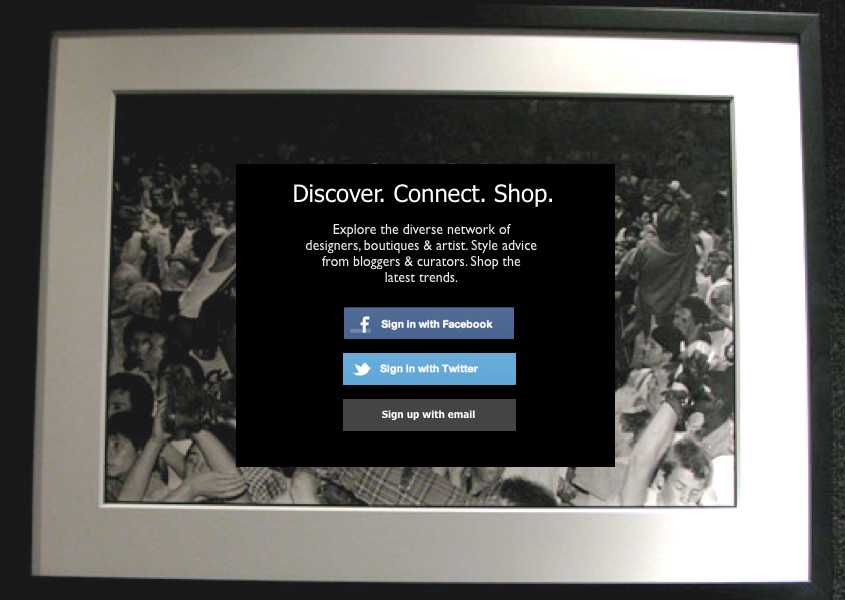 Discover. Connect. Shop.
Explore the diverse network of
designers, boutiques & artist. Style advice
from bloggers & curators. Shop the
latest trends.
Sign in with Facebook
Sign in with Twitter
Sign up with email